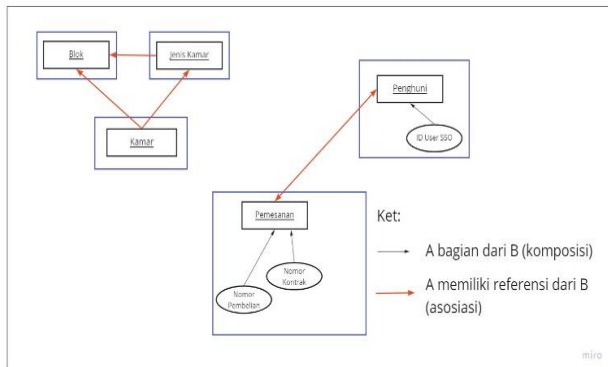 Blok
Jenis Kamar
Kamar
Penghuni
ID User SSO
Pemesanan
Nomor
Pembelian
Nomor
Kontrak
Ket:
A bagian dari B (komposisi)
A memiliki referensi dari B
(asosiasi)
miro